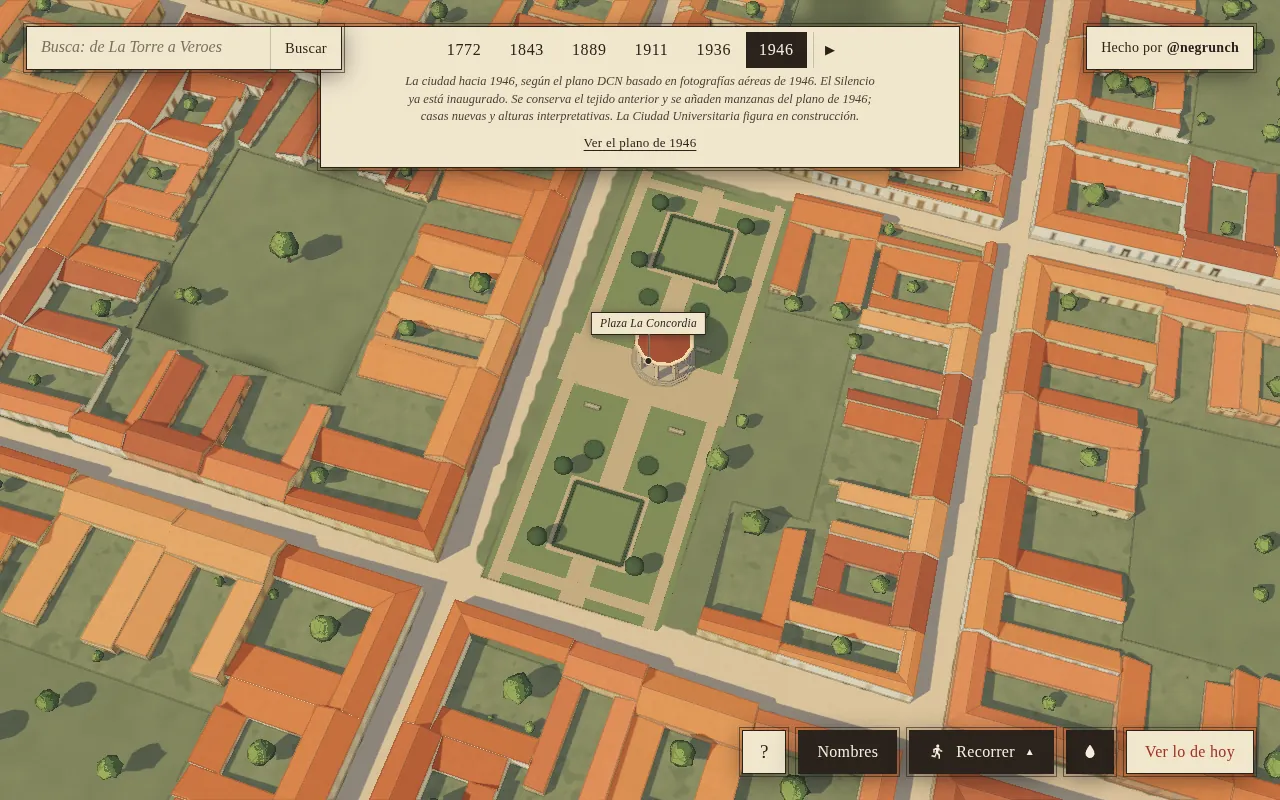 Busca: de La Torre a Veroes
Buscar
1772 1843 1889 1911 1936 1946 ▶
La ciudad hacia 1946, según el plano DCN basado en fotografías aéreas de 1946. El Silencio
ya está inaugurado. Se conserva el tejido anterior y se añaden manzanas del plano de 1946;
casas nuevas y alturas interpretativas. La Ciudad Universitaria figura en construcción.
Ver el plano de 1946
Hecho por @negrunch
Plaza La Concordia
?
Nombres
Recorrer ▲
Ver lo de hoy